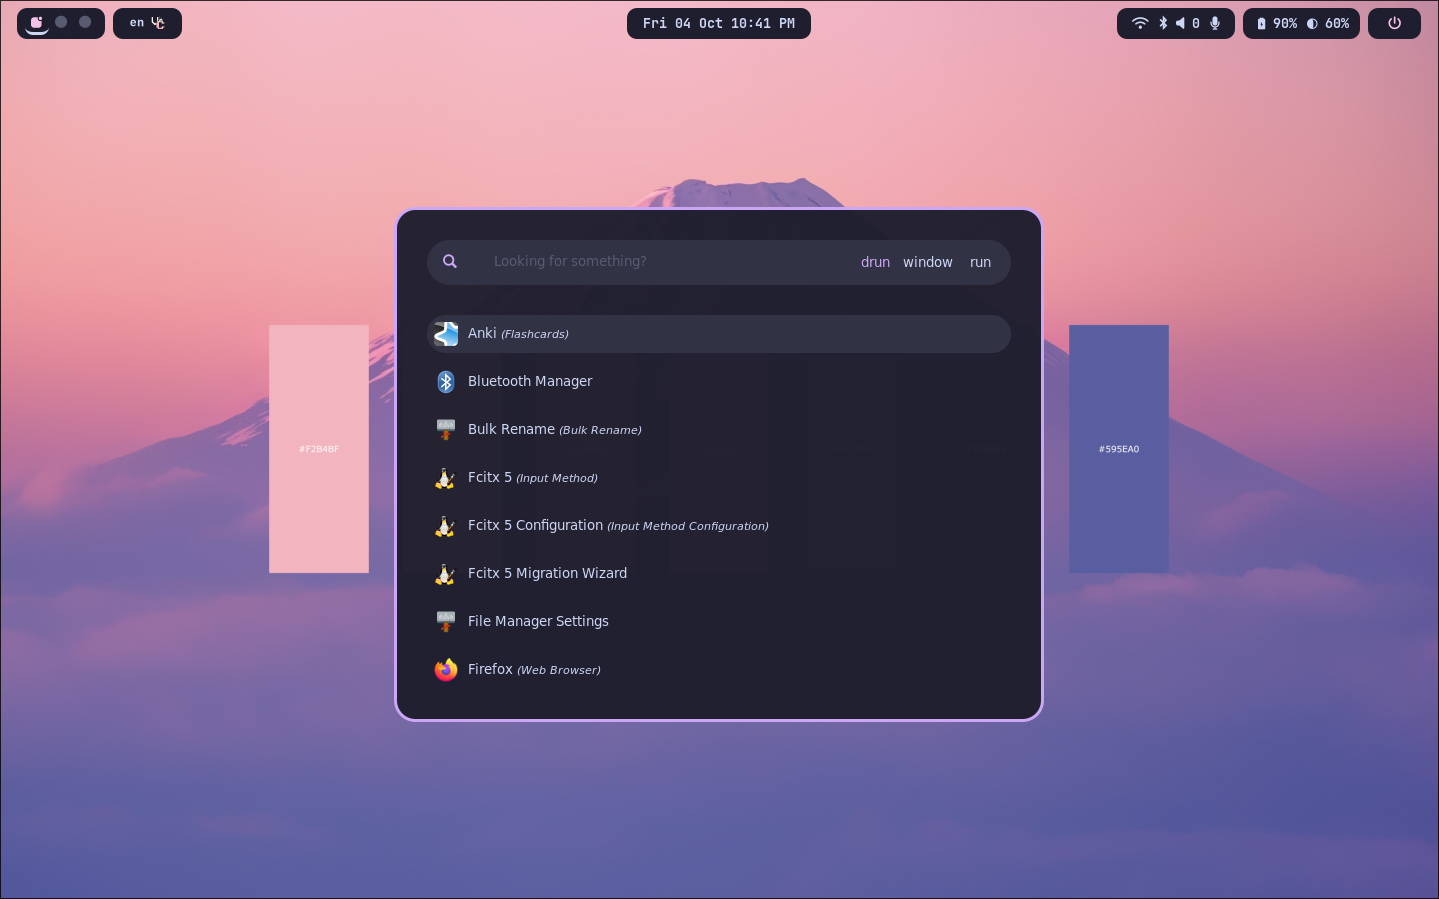 en
Fri 04 Oct 10:41 PM
0
90%
60%
Looking for something?
drun window run
Anki (Flashcards)
Bluetooth Manager
Bulk Rename (Bulk Rename)
Fcitx 5 (Input Method)
Fcitx 5 Configuration (Input Method Configuration)
Fcitx 5 Migration Wizard
File Manager Settings
Firefox (Web Browser)
#F2B4BF
#595EA0